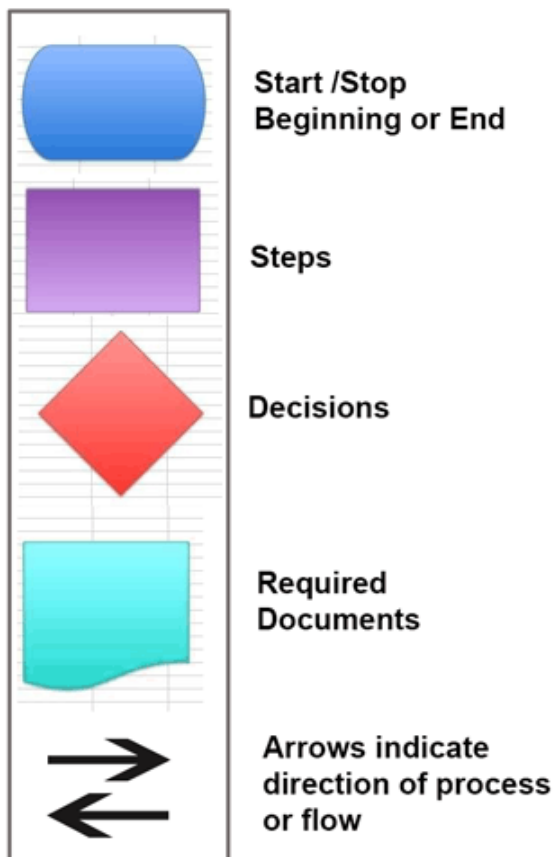 Start /Stop
Beginning or End
Steps
Decisions
Required
Documents
Arrows indicate
direction of process
or flow